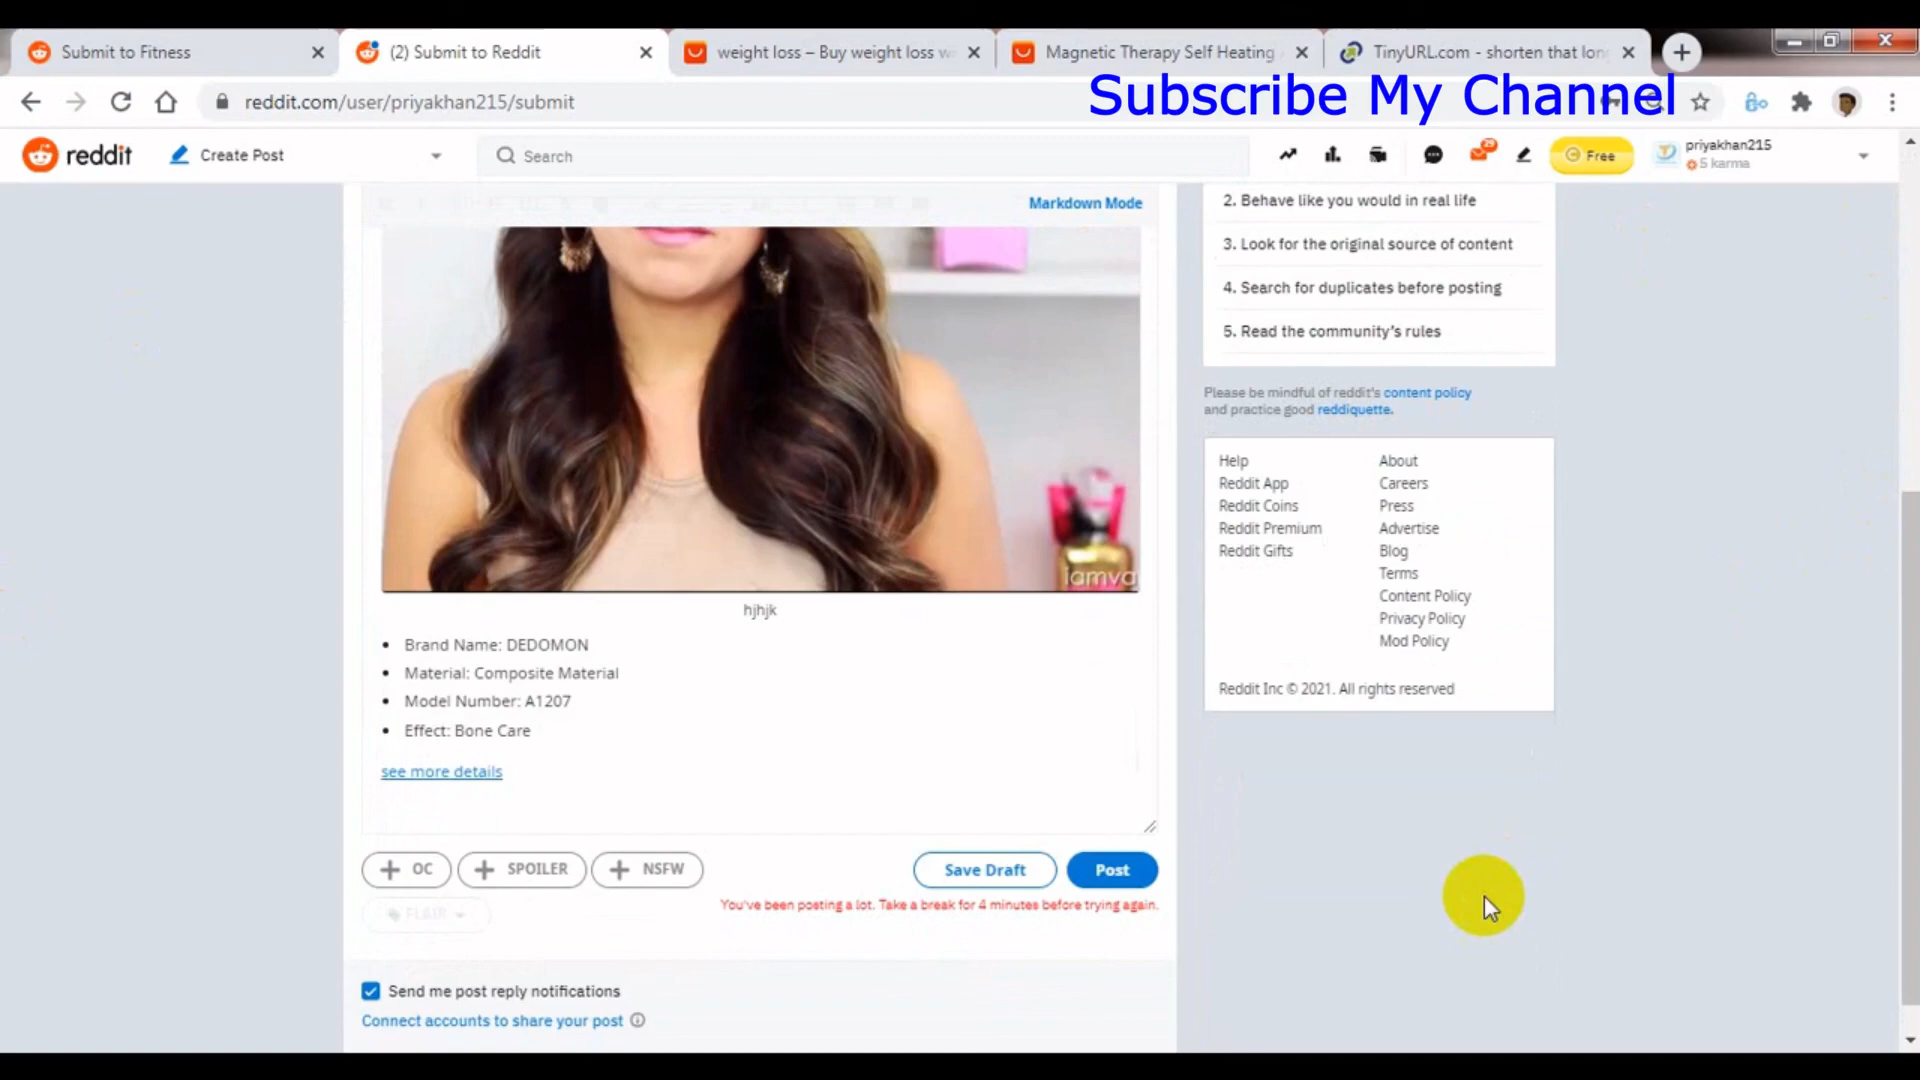 Submit to Fitness
(2) Submit to Reddit
weight loss – Buy weight loss w
Magnetic Therapy Self Heating
TinyURL.com - shorten that lon
reddit.com/user/priyakhan215/submit
Subscribe My Channel
reddit
Create Post
Search
29
Free
priyakhan215
5 karma
Markdown Mode
2. Behave like you would in real life
3. Look for the original source of content
4. Search for duplicates before posting
5. Read the community's rules
Please be mindful of reddit's content policy
and practice good reddiquette.
Help
About
Reddit App
Careers
Reddit Coins
Press
Reddit Premium
Advertise
Reddit Gifts
Blog
Terms
Content Policy
Privacy Policy
Mod Policy
Reddit Inc © 2021. All rights reserved
iamva
hjhjk
Brand Name: DEDOMON
Material: Composite Material
Model Number: A1207
Effect: Bone Care
see more details
OC
SPOILER
NSFW
Save Draft
Post
You've been posting a lot. Take a break for 4 minutes before trying again.
FLAIR
Send me post reply notifications
Connect accounts to share your post